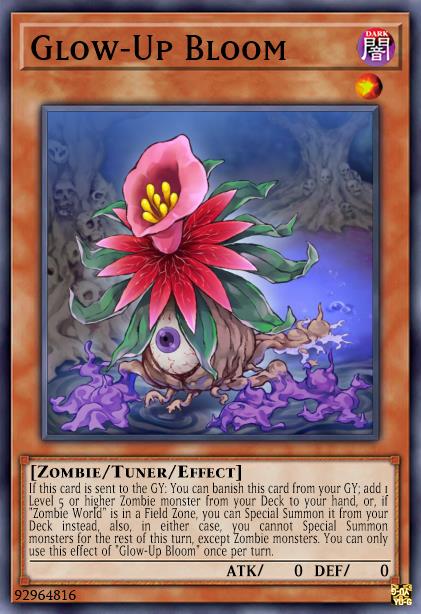 Glow-Up Bloom
DARK
闇
[Zombie/Tuner/Effect]
If this card is sent to the GY: You can banish this card from your GY; add 1
Level 5 or higher Zombie monster from your Deck to your hand, or, if
"Zombie World" is in a Field Zone, you can Special Summon it from your
Deck instead, also, in either case, you cannot Special Summon
monsters for the rest of this turn, except Zombie monsters. You can only
use this effect of "Glow-Up Bloom" once per turn.
ATK/ 0 DEF/ 0
92964816